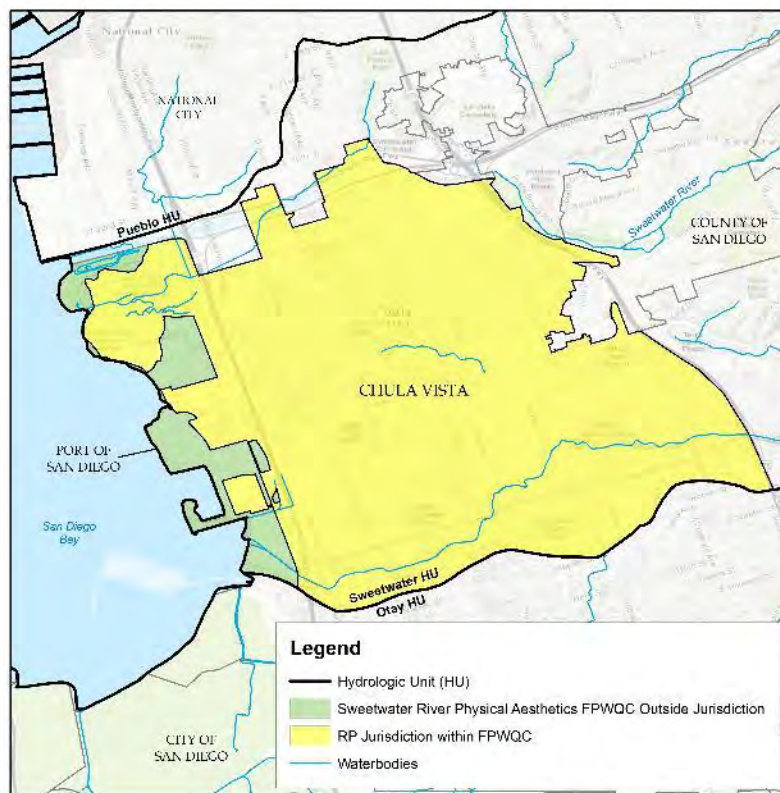 National City
NATIONAL
CITY
Pueblo HU
Sweetwater River
COUNTY OF
SAN DIEGO
CHULA VISTA
PORT OF
SAN DIEGO
San Diego
Bay
Sweetwater HU
Otay HU
CITY OF
SAN DIEGO
Legend
Hydrologic Unit (HU)
Sweetwater River Physical Aesthetics FPWQC Outside Jurisdiction
RP Jurisdiction within FPWQC
Waterbodies